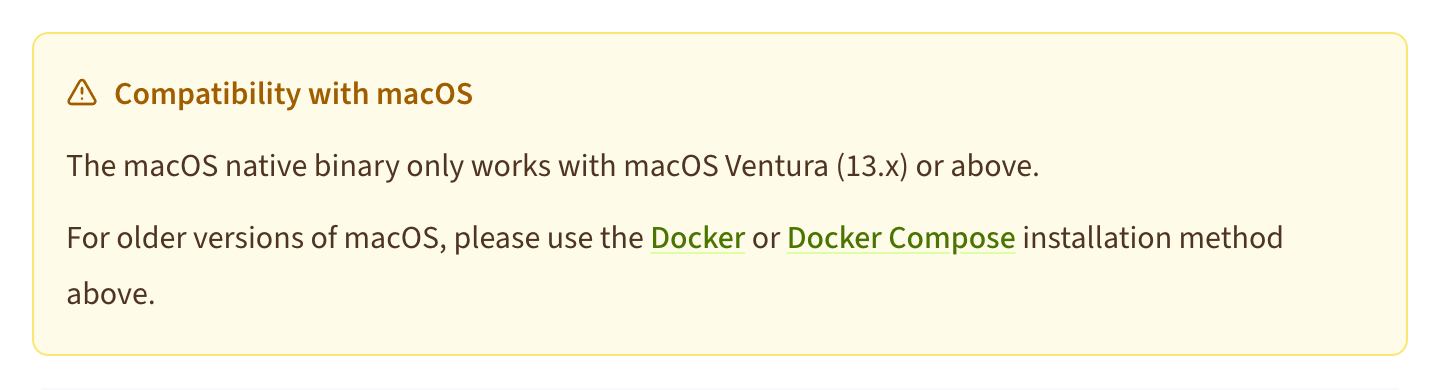 Compatibility with macOS
The macOS native binary only works with macOS Ventura (13.x) or above.
For older versions of macOS, please use the Docker or Docker Compose installation method
above.